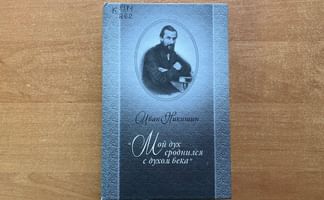 Иван Никитин
«Мой дух
сроднился
с духом века»